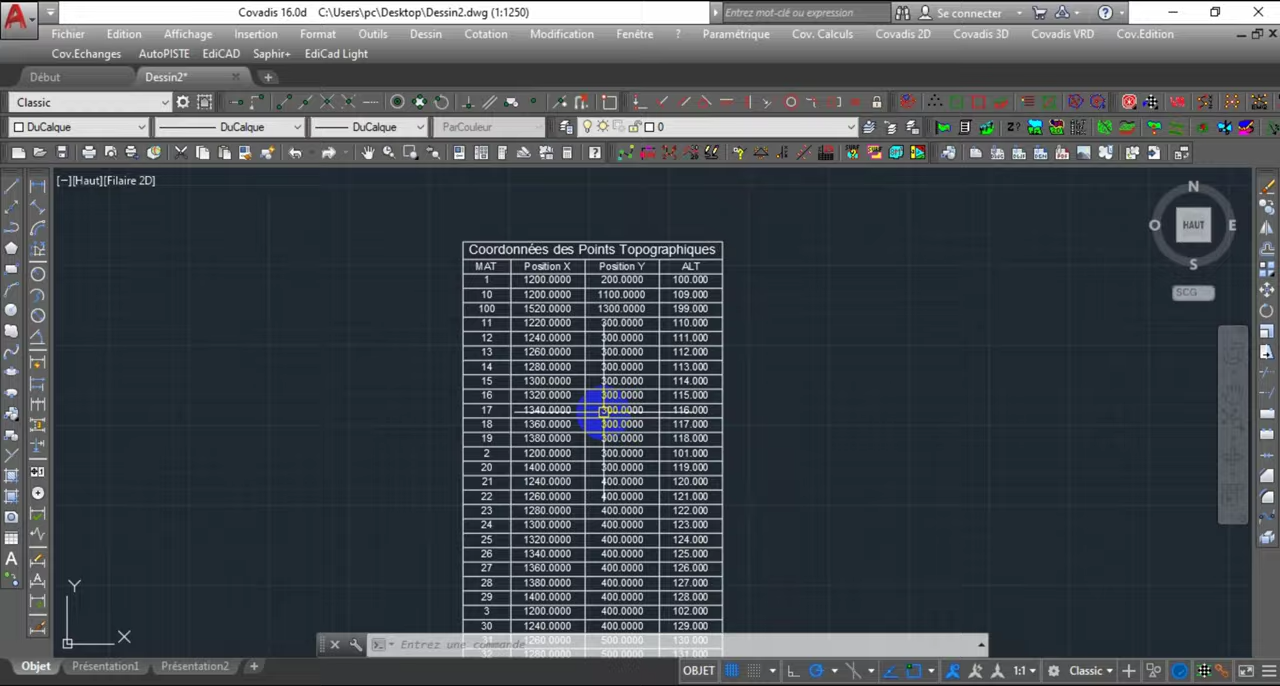 Covadis 16.0d C:\Users\pc\Desktop\Dessin2.dwg (1:1250)
Entrez mot-clé ou expression
Se connecter
Fichier Edition Affichage Insertion Format Outils Dessin Cotation Modification Fenêtre ? Paramétrique Cov. Calculs Covadis 2D Covadis 3D Covadis VRD Cov.Edition
Cov.Echanges AutoPISTE EdiCAD Saphir+ EdiCad Light
Début Dessin2*
Classic
DuCalque DuCalque DuCalque ParCouleur 0
[−][Haut][Filaire 2D]
N
O HAUT E
S
SCG
Coordonnées des Points Topographiques
MAT Position X Position Y ALT
1 1200.0000 200.0000 100.000
10 1200.0000 1100.0000 109.000
100 1520.0000 1300.0000 199.000
11 1220.0000 300.0000 110.000
12 1240.0000 300.0000 111.000
13 1260.0000 300.0000 112.000
14 1280.0000 300.0000 113.000
15 1300.0000 300.0000 114.000
16 1320.0000 300.0000 115.000
17 1340.0000 300.0000 116.000
18 1360.0000 300.0000 117.000
19 1380.0000 300.0000 118.000
2 1200.0000 300.0000 101.000
20 1400.0000 300.0000 119.000
21 1240.0000 400.0000 120.000
22 1260.0000 400.0000 121.000
23 1280.0000 400.0000 122.000
24 1300.0000 400.0000 123.000
25 1320.0000 400.0000 124.000
26 1340.0000 400.0000 125.000
27 1360.0000 400.0000 126.000
28 1380.0000 400.0000 127.000
29 1400.0000 400.0000 128.000
3 1200.0000 400.0000 102.000
30 1240.0000 400.0000 129.000
31 1260.0000 500.0000 130.000
Y
X
Entrez une commande
Objet Présentation1 Présentation2
OBJET 1:1 Classic